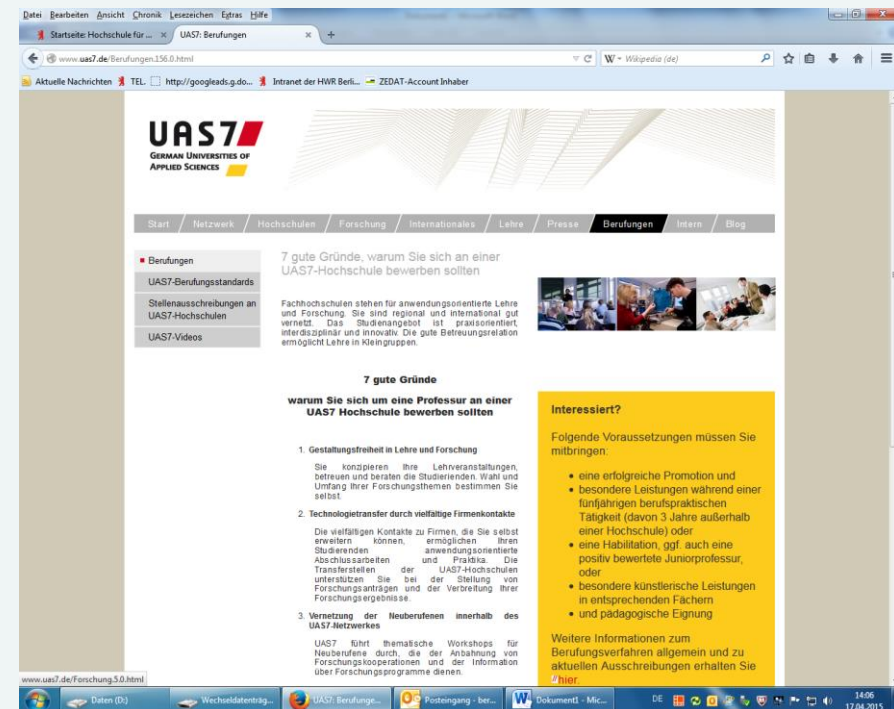 Datei Bearbeiten Ansicht Chronik Lesezeichen Extras Hilfe
Startseite: Hochschule für ... × UAS7: Berufungen × +
www.uas7.de/Berufungen.156.0.html W Wikipedia (de)
Aktuelle Nachrichten TEL. http://googleads.g.do... Intranet der HWR Berli... ZEDAT-Account Inhaber
UAS7
GERMAN UNIVERSITIES OF
APPLIED SCIENCES
Start / Netzwerk / Hochschulen / Forschung / Internationales / Lehre / Presse / Berufungen / Intern / Blog
Berufungen
UAS7-Berufungsstandards
Stellenausschreibungen an
UAS7-Hochschulen
UAS7-Videos
7 gute Gründe, warum Sie sich an einer
UAS7-Hochschule bewerben sollten
Fachhochschulen stehen für anwendungsorientierte Lehre
und Forschung. Sie sind regional und international gut
vernetzt. Das Studienangebot ist praxisorientiert,
interdisziplinär und innovativ. Die gute Betreuungsrelation
ermöglicht Lehre in Kleingruppen.
7 gute Gründe
warum Sie sich um eine Professur an einer
UAS7 Hochschule bewerben sollten
1. Gestaltungsfreiheit in Lehre und Forschung
Sie konzipieren Ihre Lehrveranstaltungen,
betreuen und beraten die Studierienden. Wahl und
Umfang Ihrer Forschungsthemen bestimmen Sie
selbst.
2. Technologietransfer durch vielfältige Firmenkontakte
Die vielfältigen Kontakte zu Firmen, die Sie selbst
erweitern können, ermöglichen Ihren
Studierenden anwendungsorientierte
Abschlussarbeiten und Praktika. Die
Transferstellen der UAS7-Hochschulen
unterstützen Sie bei der Stellung von
Forschungsanträgen und der Verbreitung Ihrer
Forschungsergebnisse.
3. Vernetzung der Neuberufenen innerhalb des
UAS7-Netzwerkes
UAS7 führt thematische Workshops für
Neuberufene durch, die der Anbahnung von
Forschungskooperationen und der Information
über Forschungsprogramme dienen.
Interessiert?
Folgende Voraussetzungen müssen Sie
mitbringen:
• eine erfolgreiche Promotion und
• besondere Leistungen während einer
fünfjährigen berufspraktischen
Tätigkeit (davon 3 Jahre außerhalb
einer Hochschule) oder
• eine Habilitation, ggf. auch eine
positiv bewertete Juniorprofessur,
oder
• besondere künstlerische Leistungen
in entsprechenden Fächern
• und pädagogische Eignung
Weitere Informationen zum
Berufungsverfahren allgemein und zu
aktuellen Ausschreibungen erhalten Sie
hier.
www.uas7.de/Forschung.5.0.html
Daten (D:) Wechseldatenträg... UAS7: Berufunge... Posteingang - ber... Dokument1 - Mic... DE 14:06
17.04.2015